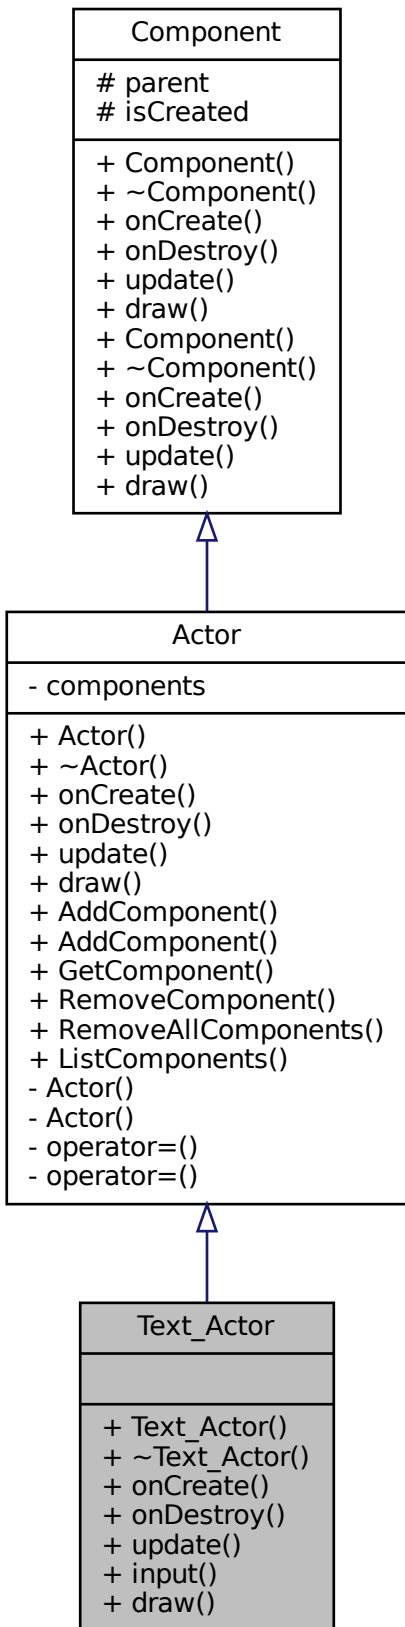 Component
# parent
# isCreated
+ Component()
+ ~Component()
+ onCreate()
+ onDestroy()
+ update()
+ draw()
+ Component()
+ ~Component()
+ onCreate()
+ onDestroy()
+ update()
+ draw()
Actor
- components
+ Actor()
+ ~Actor()
+ onCreate()
+ onDestroy()
+ update()
+ draw()
+ AddComponent()
+ AddComponent()
+ GetComponent()
+ RemoveComponent()
+ RemoveAllComponents()
+ ListComponents()
- Actor()
- Actor()
- operator=()
- operator=()
Text_Actor
+ Text_Actor()
+ ~Text_Actor()
+ onCreate()
+ onDestroy()
+ update()
+ input()
+ draw()